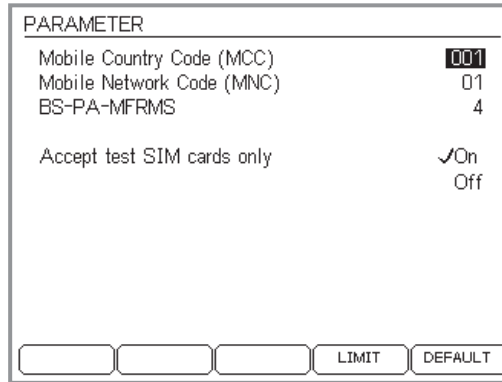 PARAMETER
Mobile Country Code (MCC) 001
Mobile Network Code (MNC) 01
BS-PA-MFRMS 4
Accept test SIM cards only ✓On
Off
LIMIT DEFAULT